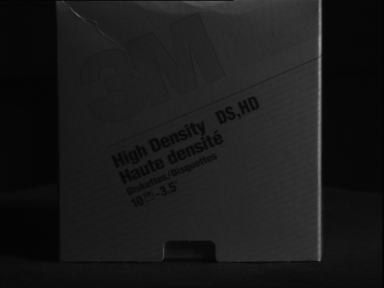 3M
High Density DS,HD
Haute densité
Diskettes/Disquettes
10 -3.5"